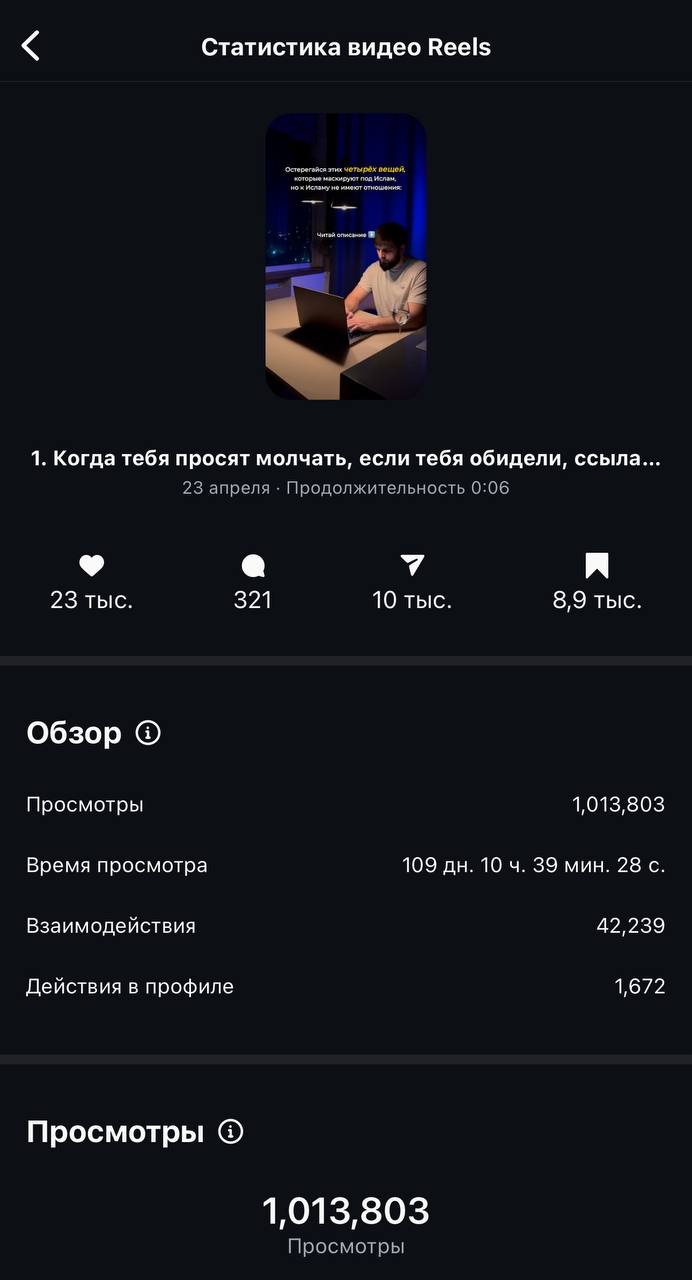 Статистика видео Reels
Остерегайся этих четырёх вещей,
которые маскируют под Ислам,
но к Исламу не имеют отношения:
Читай описание ⬇️
1. Когда тебя просят молчать, если тебя обидели, ссыла...
23 апреля · Продолжительность 0:06
23 тыс.
321
10 тыс.
8,9 тыс.
Обзор
Просмотры 1,013,803
Время просмотра 109 дн. 10 ч. 39 мин. 28 с.
Взаимодействия 42,239
Действия в профиле 1,672
Просмотры
1,013,803
Просмотры